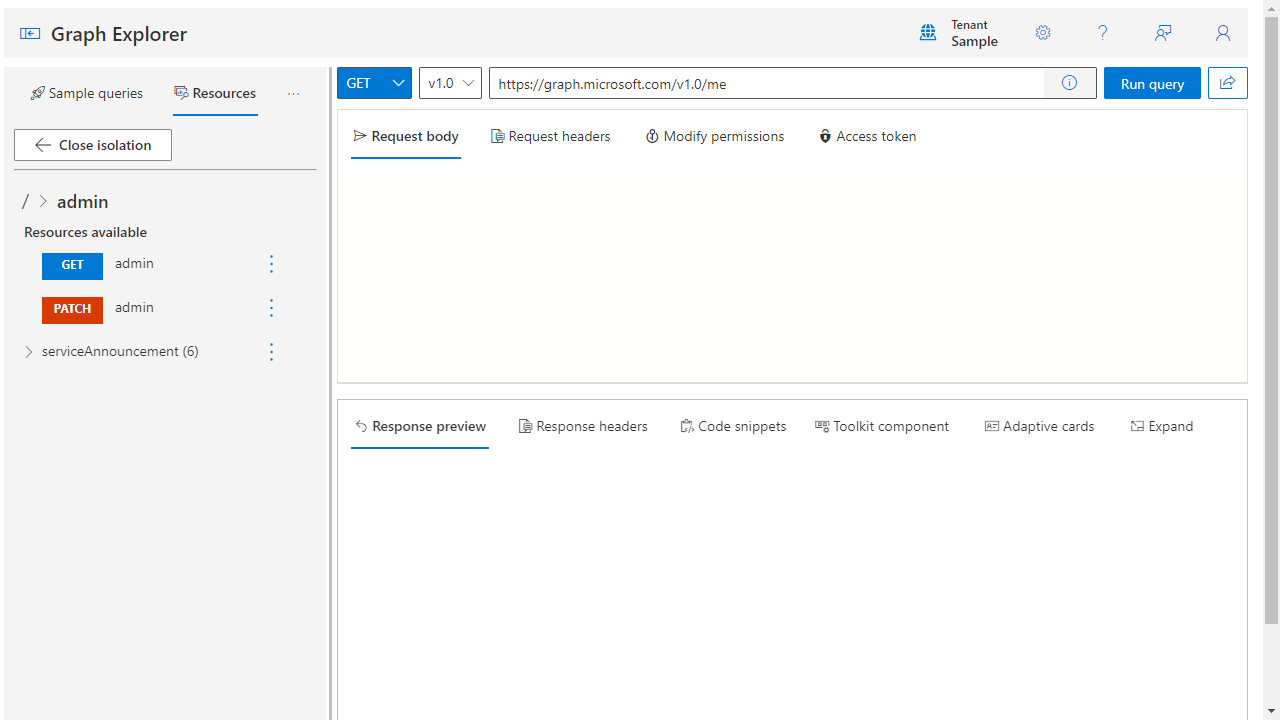 Graph Explorer
Tenant
Sample
Sample queries
Resources
GET
v1.0
https://graph.microsoft.com/v1.0/me
Run query
Close isolation
/ admin
Resources available
GET admin
PATCH admin
serviceAnnouncement (6)
Request body
Request headers
Modify permissions
Access token
Response preview
Response headers
Code snippets
Toolkit component
Adaptive cards
Expand